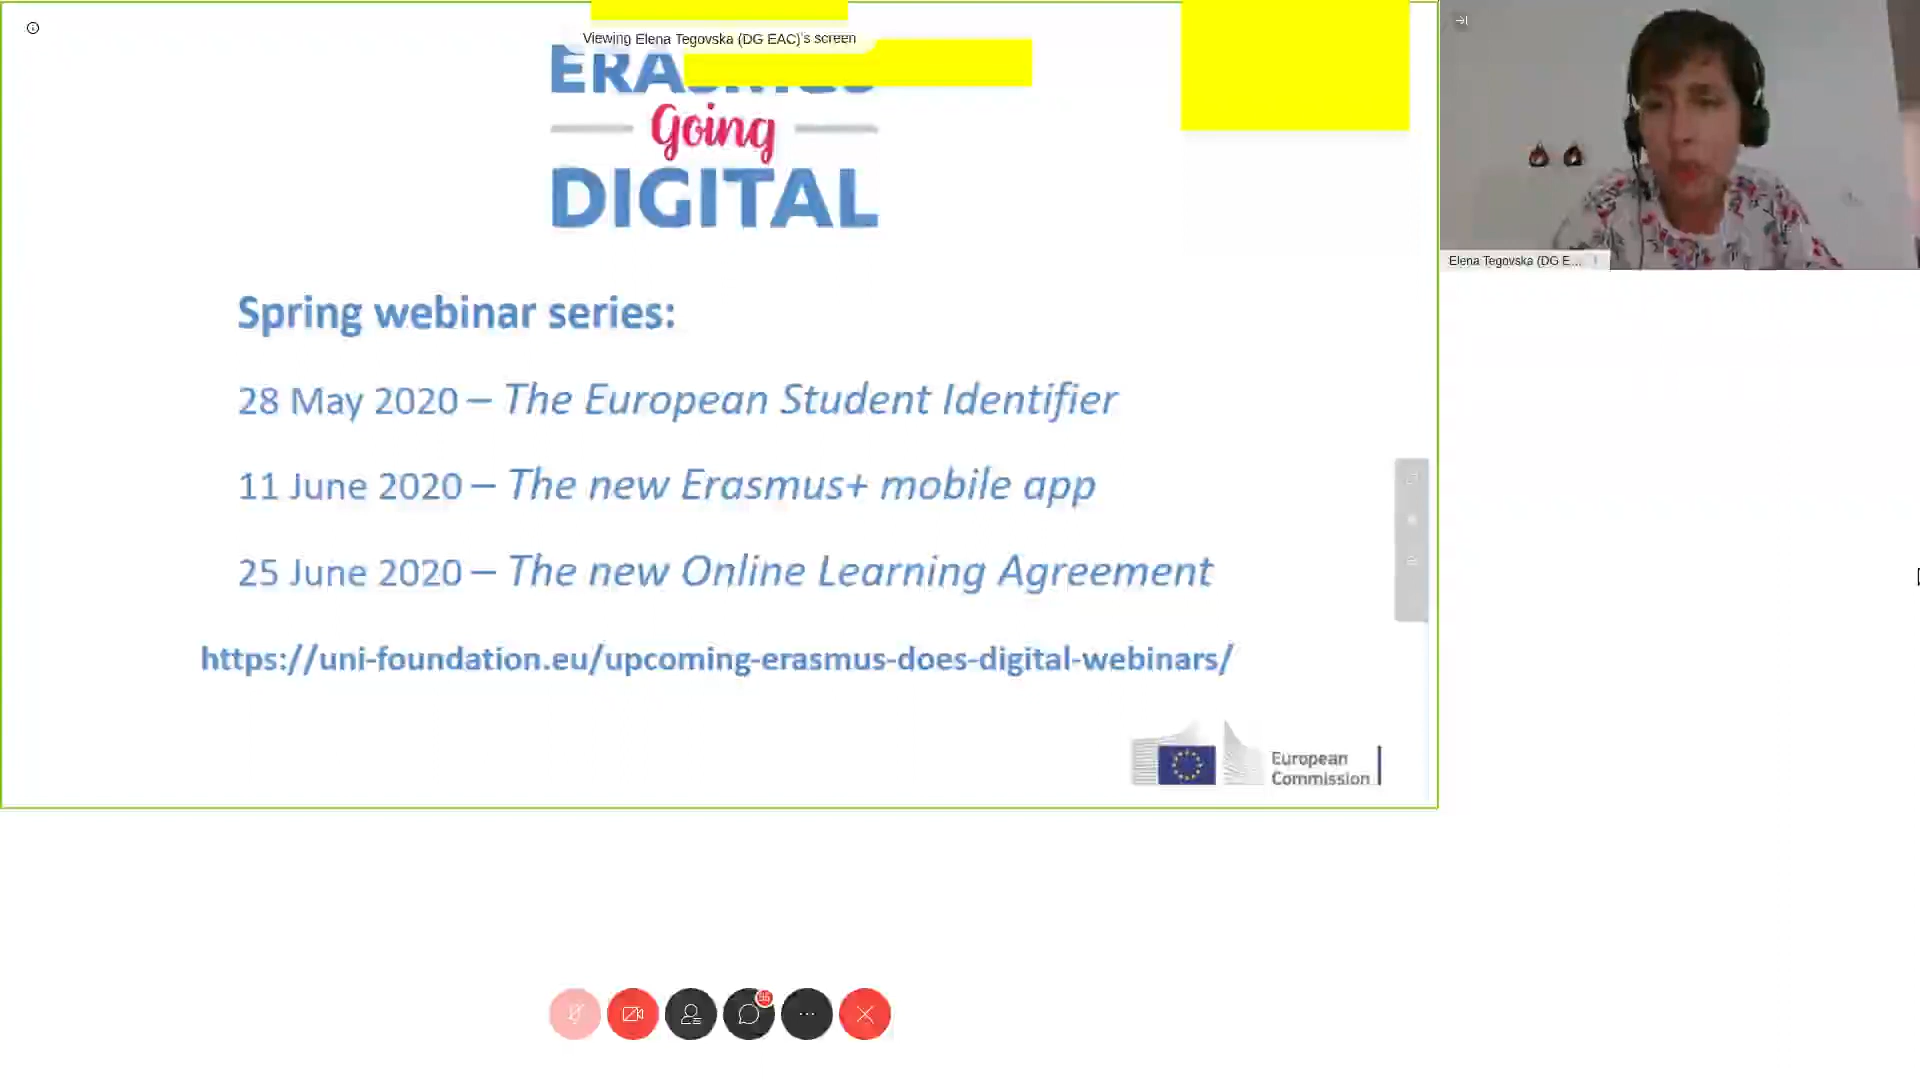 Viewing Elena Tegovska (DG EAC)'s screen
ERASMUS
Going
DIGITAL
Spring webinar series:
28 May 2020 – The European Student Identifier
11 June 2020 – The new Erasmus+ mobile app
25 June 2020 – The new Online Learning Agreement
https://uni-foundation.eu/upcoming-erasmus-does-digital-webinars/
European
Commission
Elena Tegovska (DG E...